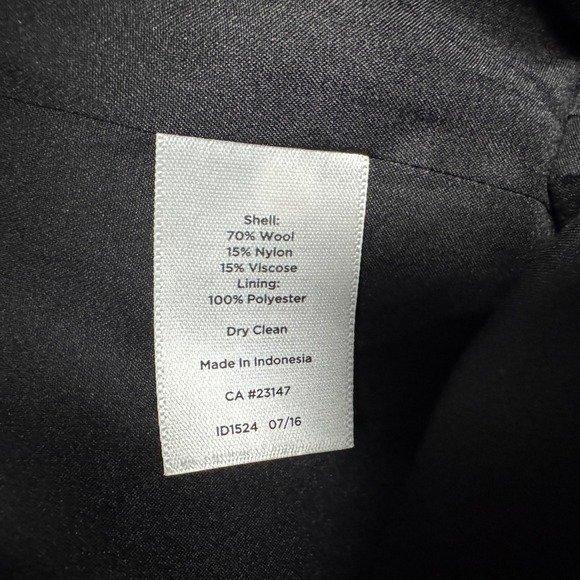 Shell:
70% Wool
15% Nylon
15% Viscose
Lining:
100% Polyester
Dry Clean
Made In Indonesia
CA #23147
ID1524 07/16